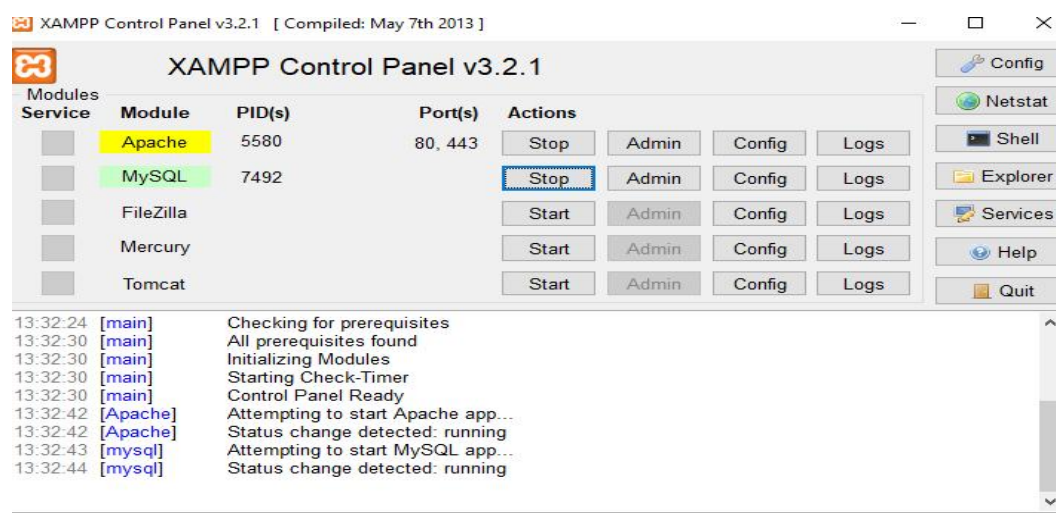 XAMPP Control Panel v3.2.1 [ Compiled: May 7th 2013 ]
XAMPP Control Panel v3.2.1
Config
Modules
Service Module PID(s) Port(s) Actions
Netstat
Apache 5580 80, 443 Stop Admin Config Logs
Shell
MySQL 7492 Stop Admin Config Logs
Explorer
FileZilla Start Admin Config Logs
Services
Mercury Start Admin Config Logs
Help
Tomcat Start Admin Config Logs
Quit
13:32:24 [main] Checking for prerequisites
13:32:30 [main] All prerequisites found
13:32:30 [main] Initializing Modules
13:32:30 [main] Starting Check-Timer
13:32:30 [main] Control Panel Ready
13:32:42 [Apache] Attempting to start Apache app...
13:32:42 [Apache] Status change detected: running
13:32:43 [mysql] Attempting to start MySQL app...
13:32:44 [mysql] Status change detected: running